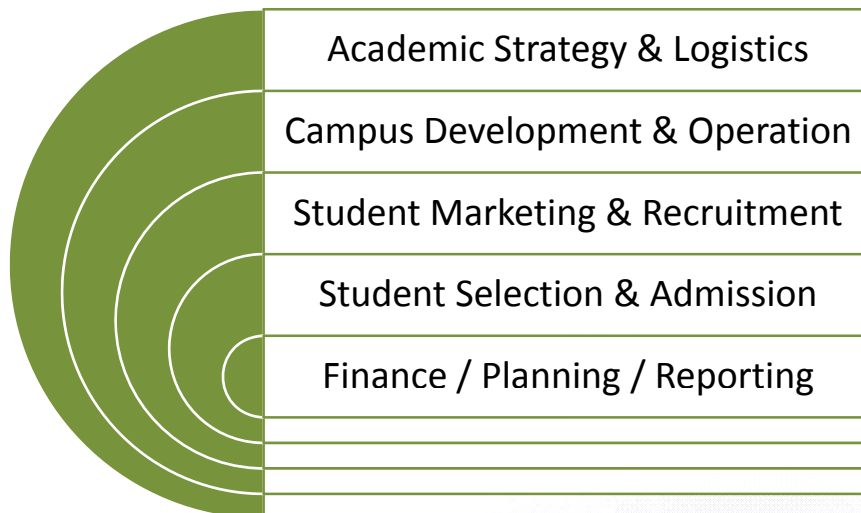 Academic Strategy & Logistics
Campus Development & Operation
Student Marketing & Recruitment
Student Selection & Admission
Finance / Planning / Reporting